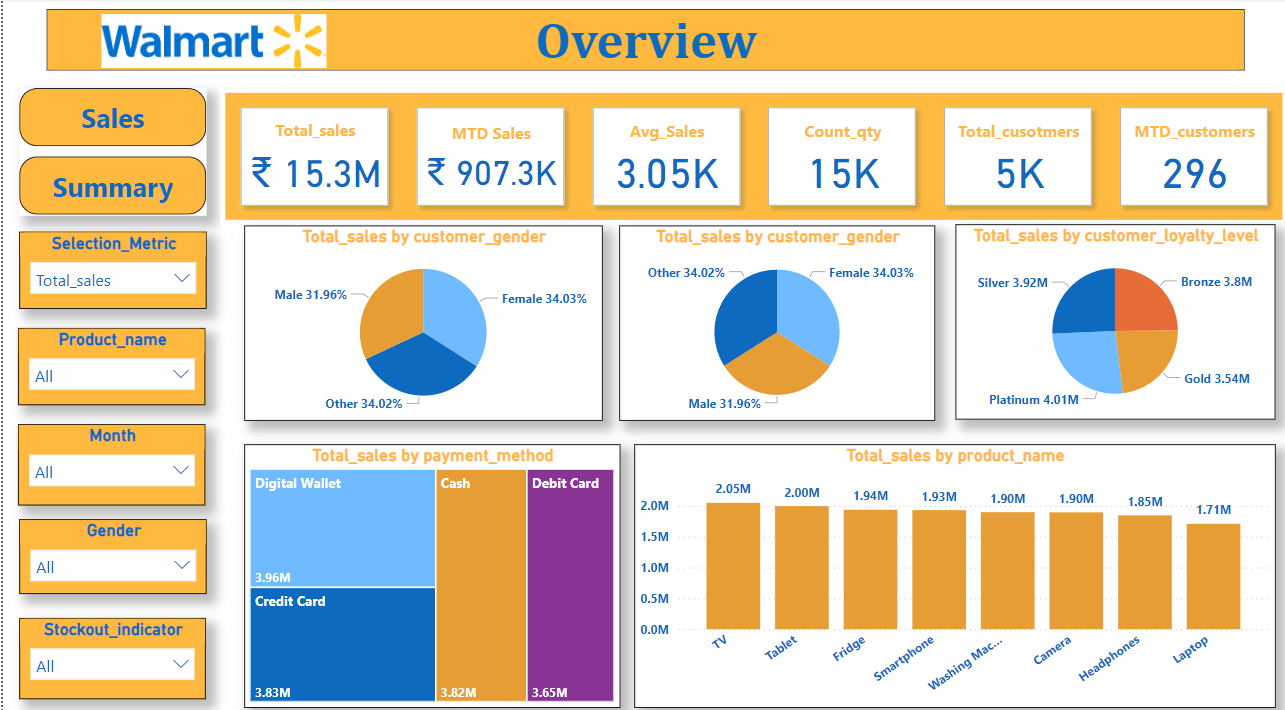 Walmart
Overview
Sales
Summary
Selection_Metric
Total_sales
Product_name
All
Month
All
Gender
All
Stockout_indicator
All
Total_sales
₹ 15.3M
MTD Sales
₹ 907.3K
Avg_Sales
3.05K
Count_qty
15K
Total_cusotmers
5K
MTD_customers
296
Total_sales by customer_gender
Male 31.96%
Female 34.03%
Other 34.02%
Total_sales by customer_gender
Other 34.02%
Female 34.03%
Male 31.96%
Total_sales by customer_loyalty_level
Silver 3.92M
Bronze 3.8M
Gold 3.54M
Platinum 4.01M
Total_sales by payment_method
Digital Wallet
3.96M
Credit Card
3.83M
Cash
3.82M
Debit Card
3.65M
Total_sales by product_name
2.0M
1.5M
1.0M
0.5M
0.0M
2.05M
2.00M
1.94M
1.93M
1.90M
1.90M
1.85M
1.71M
TV
Tablet
Fridge
Smartphone
Washing Mac...
Camera
Headphones
Laptop